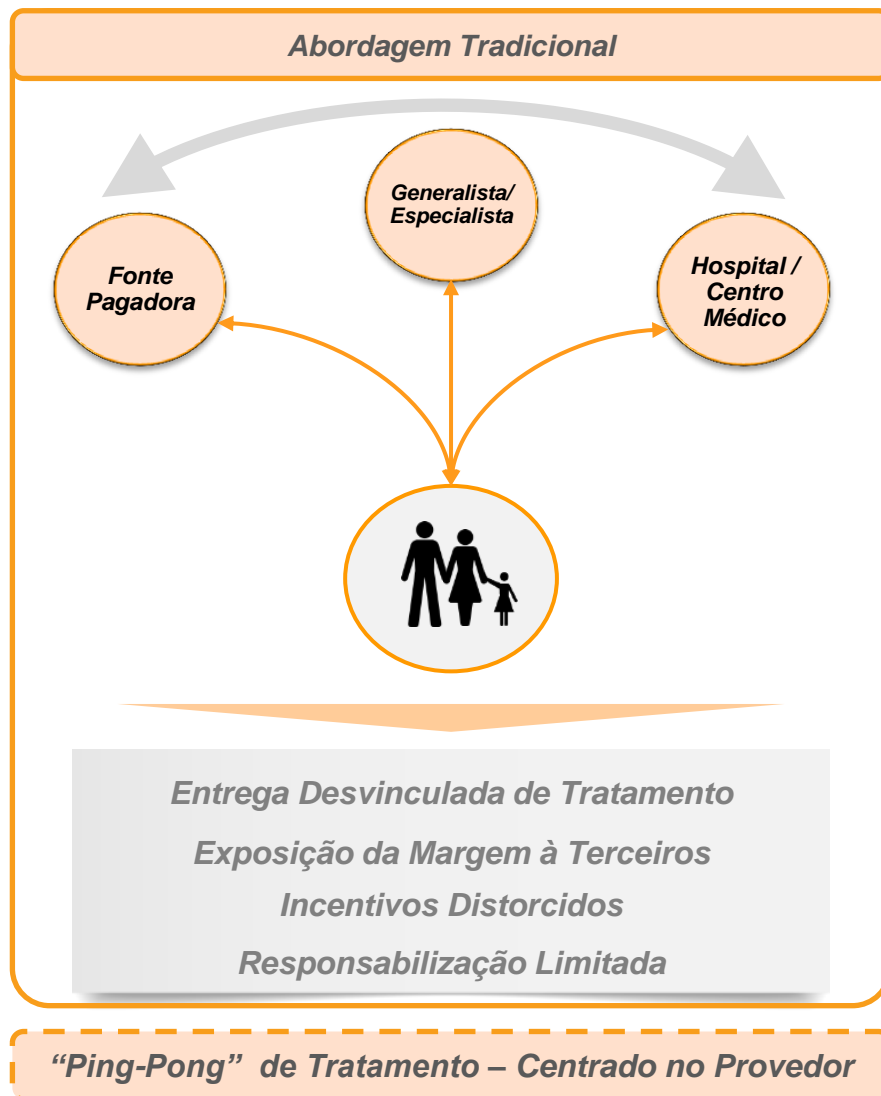 Abordagem Tradicional
Generalista/
Especialista
Fonte
Pagadora
Hospital /
Centro
Médico
Entrega Desvinculada de Tratamento
Exposição da Margem à Terceiros
Incentivos Distorcidos
Responsabilização Limitada
“Ping-Pong” de Tratamento – Centrado no Provedor